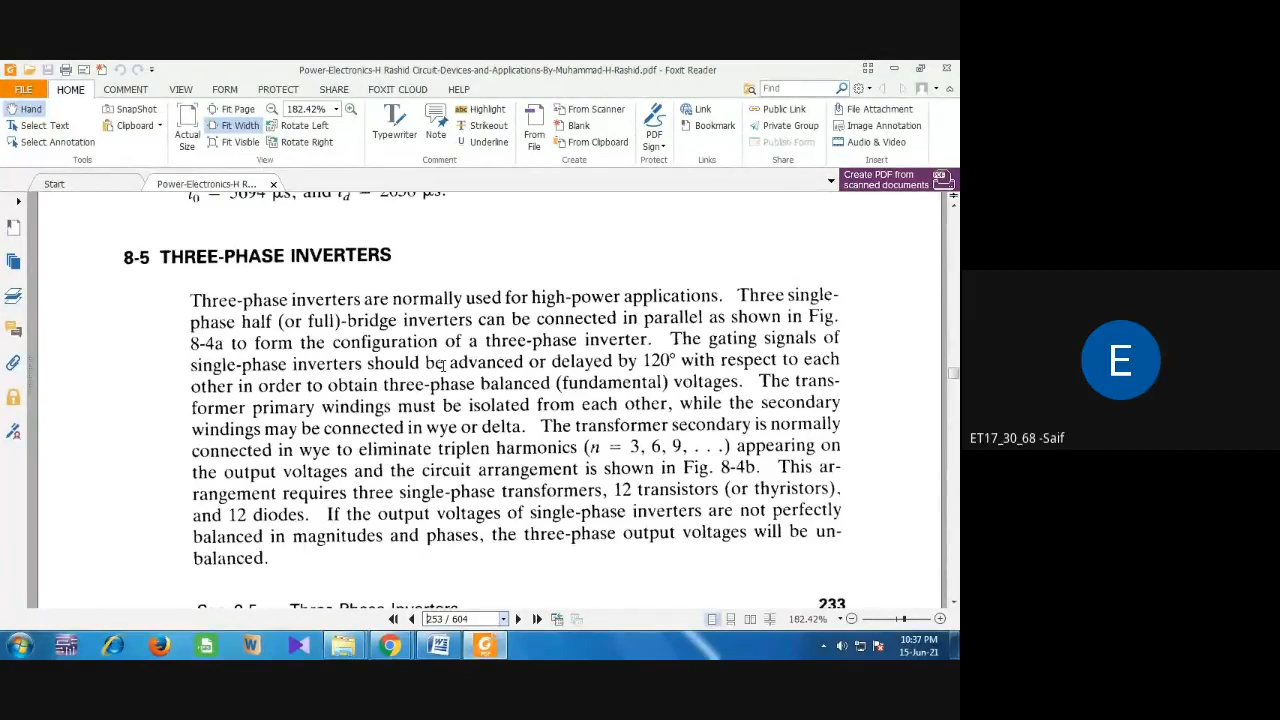 Power-Electronics-H Rashid Circuit-Devices-and-Applications-By-Muhammad-H-Rashid.pdf - Foxit Reader
FILE HOME COMMENT VIEW FORM PROTECT SHARE FOXIT CLOUD HELP Find
Hand SnapShot Fit Page 182.42% Highlight From Scanner Link Public Link File Attachment
Select Text Clipboard Fit Width Rotate Left Strikeout Blank Bookmark Private Group Image Annotation
Select Annotation Actual Size Fit Visible Rotate Right Typewriter Note Underline From File From Clipboard PDF Sign Publish Form Audio & Video
Tools View Comment Create Protect Links Share Insert
Start Power-Electronics-H R... Create PDF from scanned documents
8-5 THREE-PHASE INVERTERS
Three-phase inverters are normally used for high-power applications. Three single-
phase half (or full)-bridge inverters can be connected in parallel as shown in Fig.
8-4a to form the configuration of a three-phase inverter. The gating signals of
single-phase inverters should be advanced or delayed by 120° with respect to each
other in order to obtain three-phase balanced (fundamental) voltages. The trans-
former primary windings must be isolated from each other, while the secondary
windings may be connected in wye or delta. The transformer secondary is normally
connected in wye to eliminate triplen harmonics (n = 3, 6, 9, . . .) appearing on
the output voltages and the circuit arrangement is shown in Fig. 8-4b. This ar-
rangement requires three single-phase transformers, 12 transistors (or thyristors),
and 12 diodes. If the output voltages of single-phase inverters are not perfectly
balanced in magnitudes and phases, the three-phase output voltages will be un-
balanced.
233
253 / 604 182.42%
10:37 PM
15-Jun-21
E
ET17_30_68 -Saif